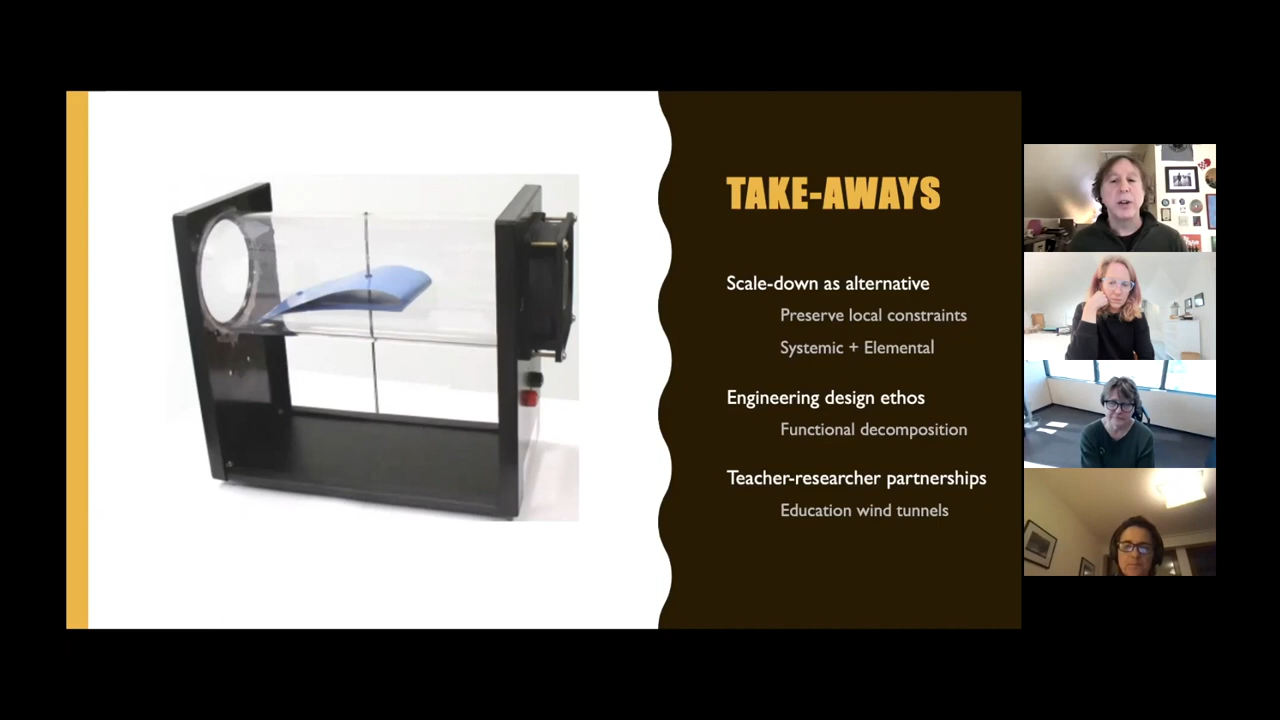 TAKE-AWAYS
Scale-down as alternative
Preserve local constraints
Systemic + Elemental
Engineering design ethos
Functional decomposition
Teacher-researcher partnerships
Education wind tunnels